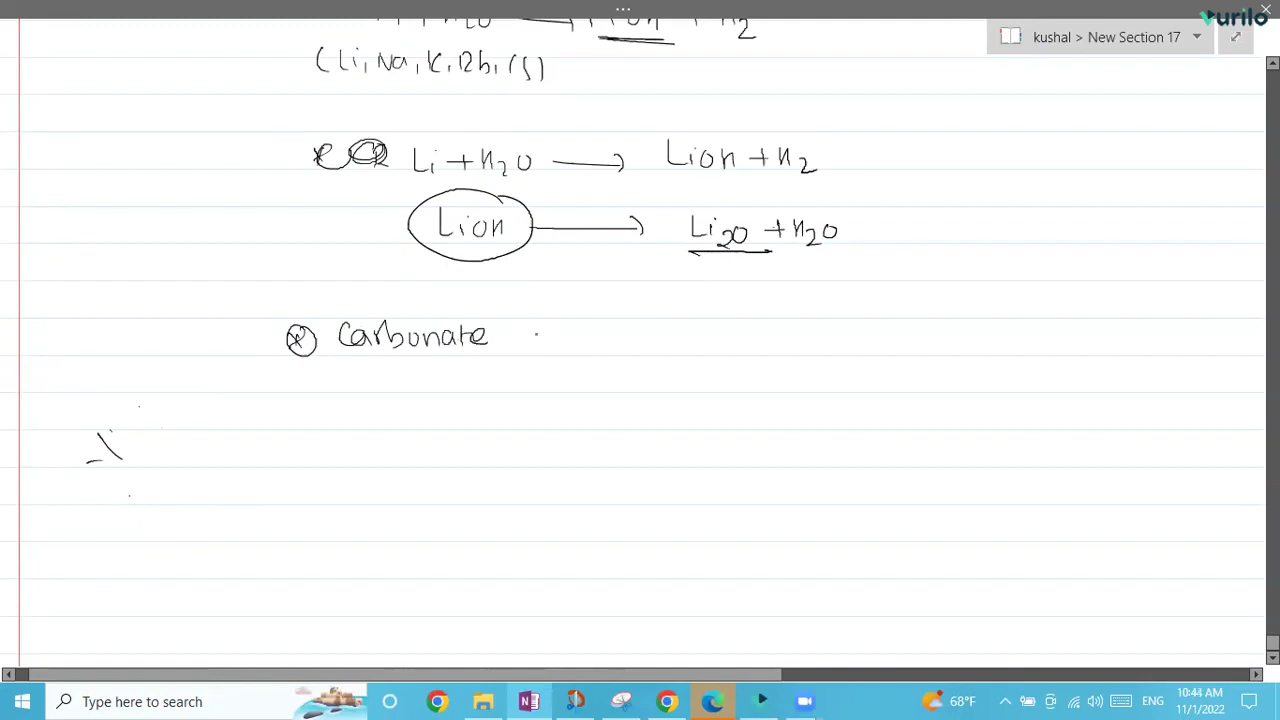 vurilo
kushal > New Section 17
(Li, Na, K, Rb, Cs)
Li + H2O → LiOH + H2
LiOH → Li2O + H2O
Carbonate
Type here to search
68°F
ENG
10:44 AM
11/1/2022